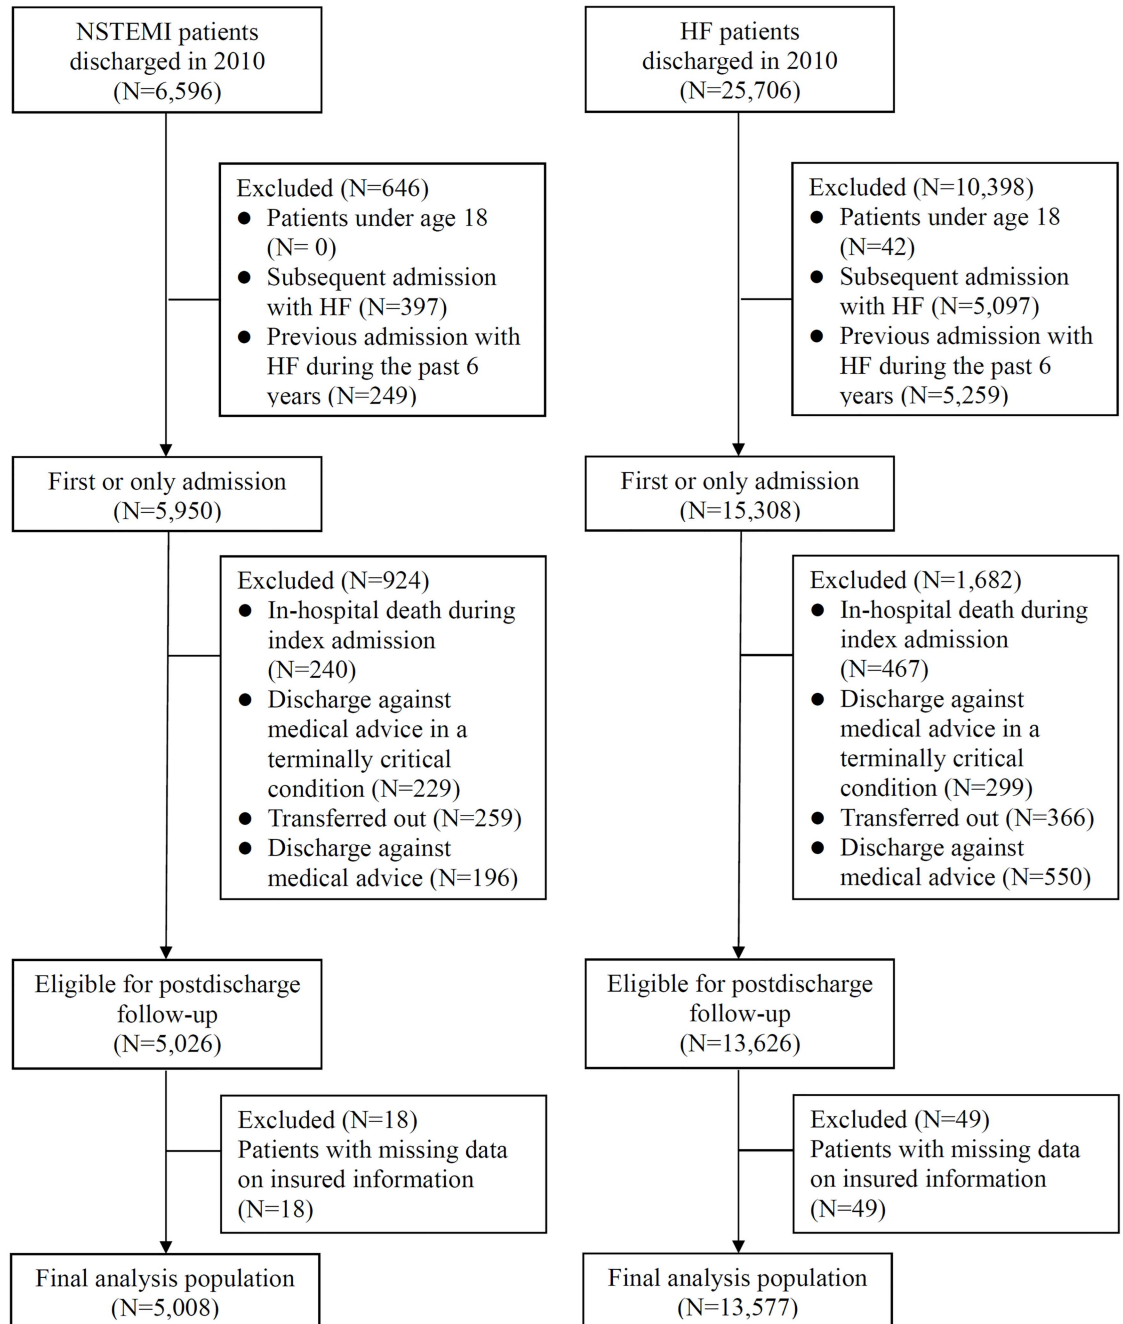 NSTEMI patients
discharged in 2010
(N=6,596)
Excluded (N=646)
● Patients under age 18
(N= 0)
● Subsequent admission
with HF (N=397)
● Previous admission with
HF during the past 6
years (N=249)
First or only admission
(N=5,950)
Excluded (N=924)
● In-hospital death during
index admission
(N=240)
● Discharge against
medical advice in a
terminally critical
condition (N=229)
● Transferred out (N=259)
● Discharge against
medical advice (N=196)
Eligible for postdischarge
follow-up
(N=5,026)
Excluded (N=18)
Patients with missing data
on insured information
(N=18)
Final analysis population
(N=5,008)
HF patients
discharged in 2010
(N=25,706)
Excluded (N=10,398)
● Patients under age 18
(N=42)
● Subsequent admission
with HF (N=5,097)
● Previous admission with
HF during the past 6
years (N=5,259)
First or only admission
(N=15,308)
Excluded (N=1,682)
● In-hospital death during
index admission
(N=467)
● Discharge against
medical advice in a
terminally critical
condition (N=299)
● Transferred out (N=366)
● Discharge against
medical advice (N=550)
Eligible for postdischarge
follow-up
(N=13,626)
Excluded (N=49)
Patients with missing data
on insured information
(N=49)
Final analysis population
(N=13,577)